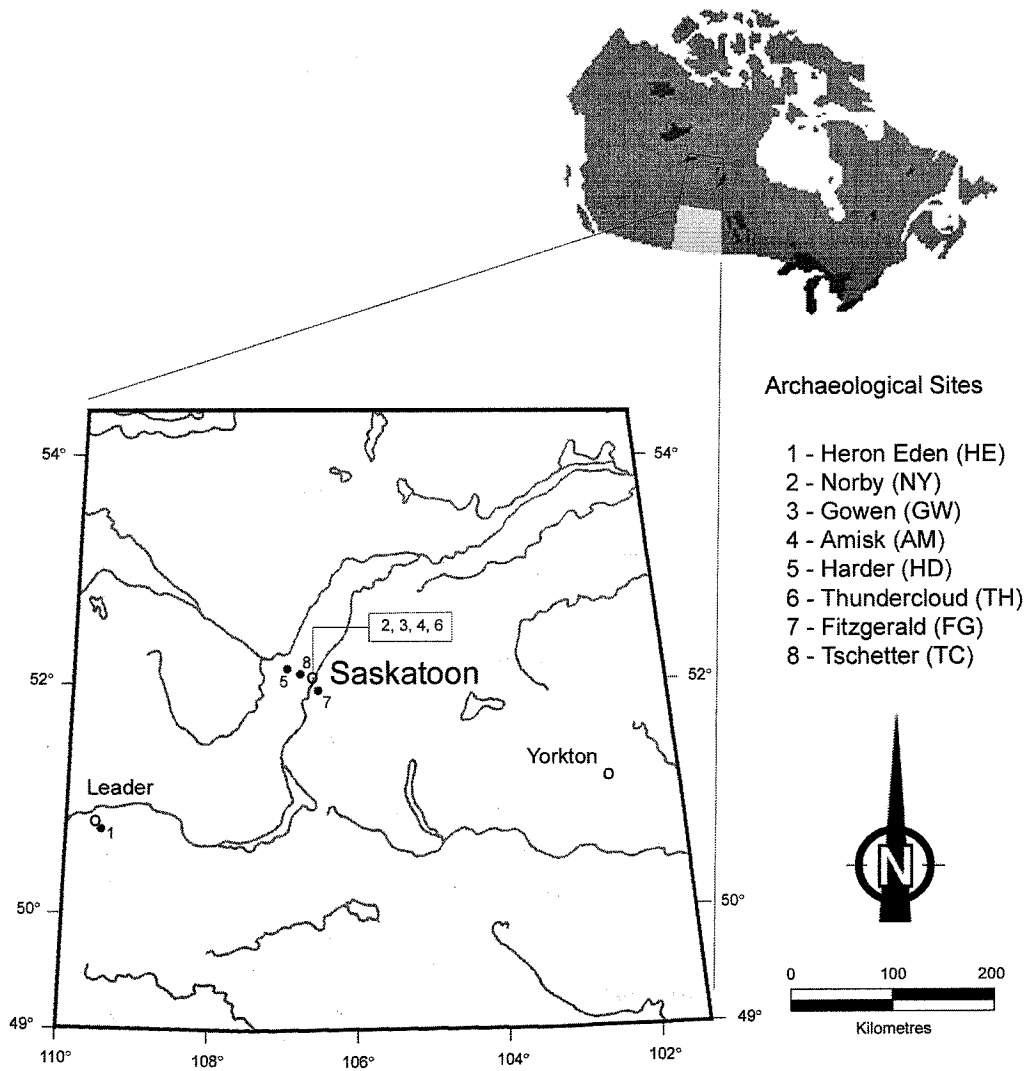 Archaeological Sites
1 - Heron Eden (HE)
2 - Norby (NY)
3 - Gowen (GW)
4 - Amisk (AM)
5 - Harder (HD)
6 - Thundercloud (TH)
7 - Fitzgerald (FG)
8 - Tschetter (TC)
54°
54°
2, 3, 4, 6
8
52°
5
Saskatoon
52°
7
Yorkton
Leader
1
N
50°
50°
0 100 200
Kilometres
49°
49°
110° 108° 106° 104° 102°